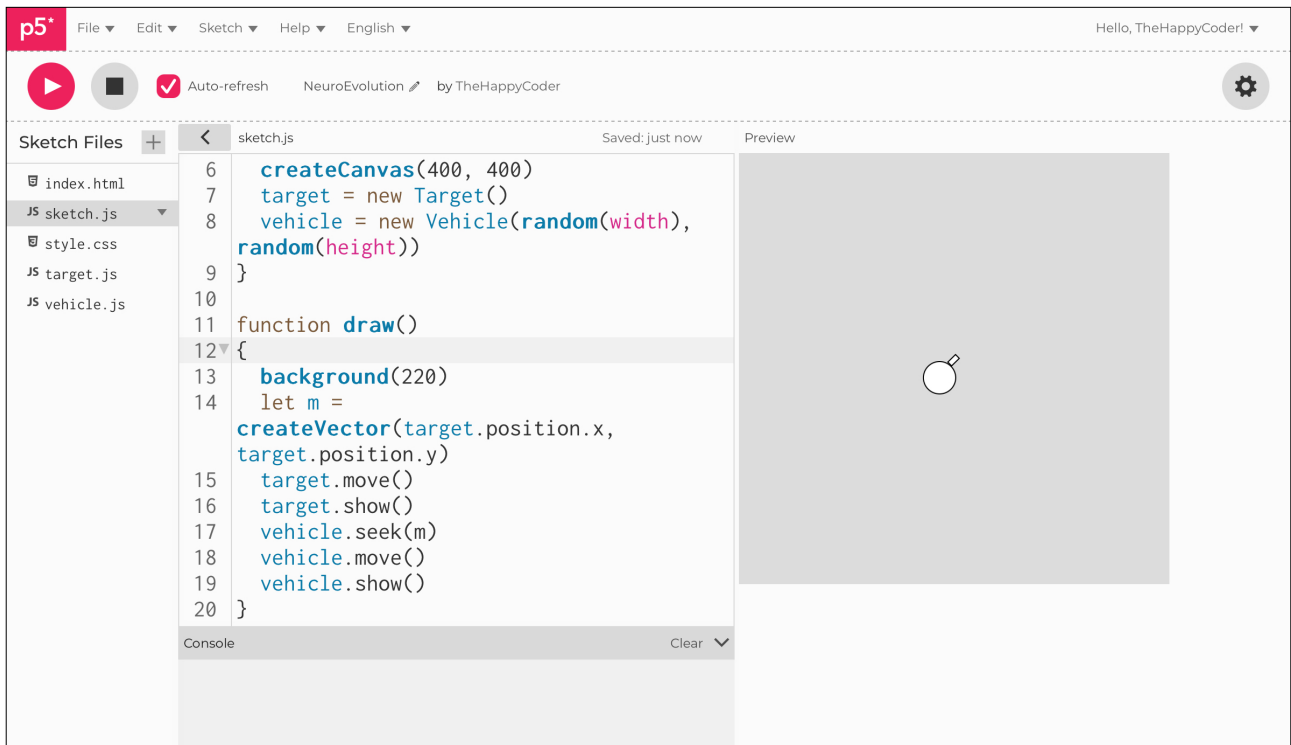 p5* File Edit Sketch Help English Hello, TheHappyCoder!
Auto-refresh NeuroEvolution by TheHappyCoder
Sketch Files + sketch.js Saved: just now Preview
index.html
JS sketch.js
style.css
JS target.js
JS vehicle.js
6 createCanvas(400, 400)
7 target = new Target()
8 vehicle = new Vehicle(random(width),
random(height))
9 }
10
11 function draw()
12 {
13 background(220)
14 let m =
createVector(target.position.x,
target.position.y)
15 target.move()
16 target.show()
17 vehicle.seek(m)
18 vehicle.move()
19 vehicle.show()
20 }
Console Clear